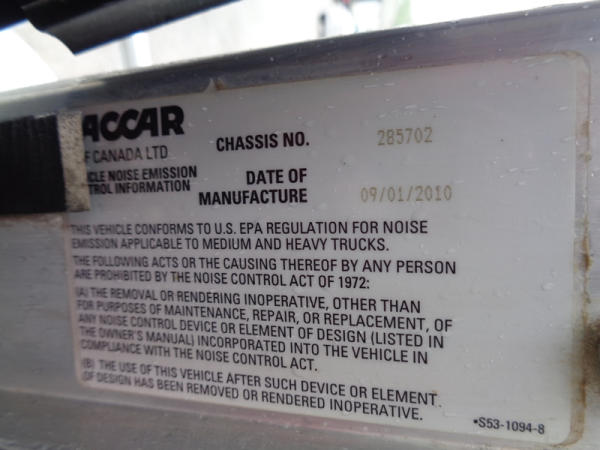 ACCAR
F CANADA LTD
CLE NOISE EMISSION
TROL INFORMATION
CHASSIS NO. 285702
DATE OF
MANUFACTURE 09/01/2010
THIS VEHICLE CONFORMS TO U.S. EPA REGULATION FOR NOISE
EMISSION APPLICABLE TO MEDIUM AND HEAVY TRUCKS.
THE FOLLOWING ACTS OR THE CAUSING THEREOF BY ANY PERSON
ARE PROHIBITED BY THE NOISE CONTROL ACT OF 1972:
(A) THE REMOVAL OR RENDERING INOPERATIVE, OTHER THAN
FOR PURPOSES OF MAINTENANCE, REPAIR, OR REPLACEMENT, OF
ANY NOISE CONTROL DEVICE OR ELEMENT OF DESIGN (LISTED IN
THE OWNER'S MANUAL) INCORPORATED INTO THE VEHICLE IN
COMPLIANCE WITH THE NOISE CONTROL ACT.
(B) THE USE OF THIS VEHICLE AFTER SUCH DEVICE OR ELEMENT
OF DESIGN HAS BEEN REMOVED OR RENDERED INOPERATIVE.
•S53-1094-8